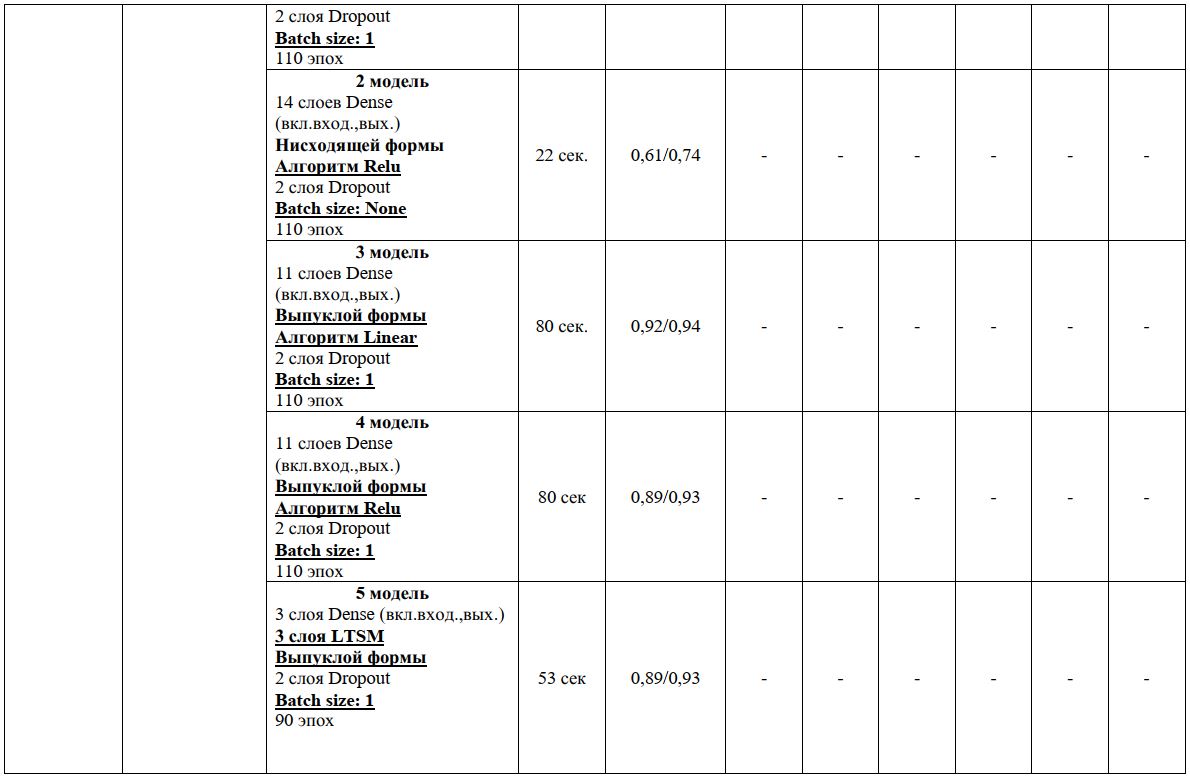 2 слоя Dropout
Batch size: 1
110 эпох
2 модель
14 слоев Dense
(вкл.вход.,вых.)
Нисходящей формы
Алгоритм Relu
2 слоя Dropout
Batch size: None
110 эпох
22 сек.
0,61/0,74
-
-
-
-
-
-
3 модель
11 слоев Dense
(вкл.вход.,вых.)
Выпуклой формы
Алгоритм Linear
2 слоя Dropout
Batch size: 1
110 эпох
80 сек.
0,92/0,94
-
-
-
-
-
-
4 модель
11 слоев Dense
(вкл.вход.,вых.)
Выпуклой формы
Алгоритм Relu
2 слоя Dropout
Batch size: 1
110 эпох
80 сек
0,89/0,93
-
-
-
-
-
-
5 модель
3 слоя Dense (вкл.вход.,вых.)
3 слоя LTSM
Выпуклой формы
2 слоя Dropout
Batch size: 1
90 эпох
53 сек
0,89/0,93
-
-
-
-
-
-